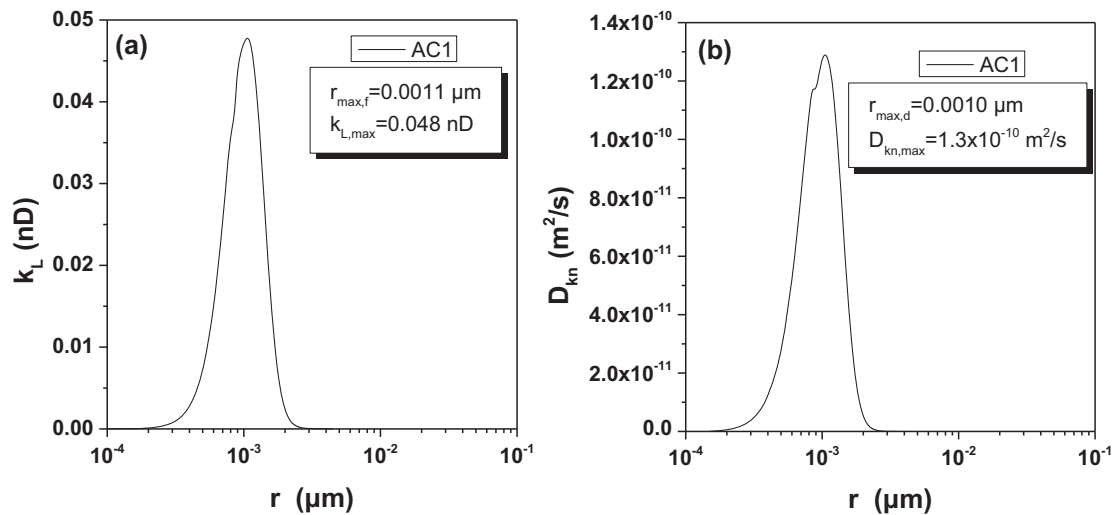 (a)
AC1
r_max,f=0.0011 µm
k_L,max=0.048 nD
0.05
0.04
0.03
0.02
0.01
0.00
k_L (nD)
10^-4
10^-3
10^-2
10^-1
r (µm)
(b)
AC1
r_max,d=0.0010 µm
D_kn,max=1.3x10^-10 m^2/s
1.4x10^-10
1.2x10^-10
1.0x10^-10
8.0x10^-11
6.0x10^-11
4.0x10^-11
2.0x10^-11
0.0
D_kn (m^2/s)
10^-4
10^-3
10^-2
10^-1
r (µm)